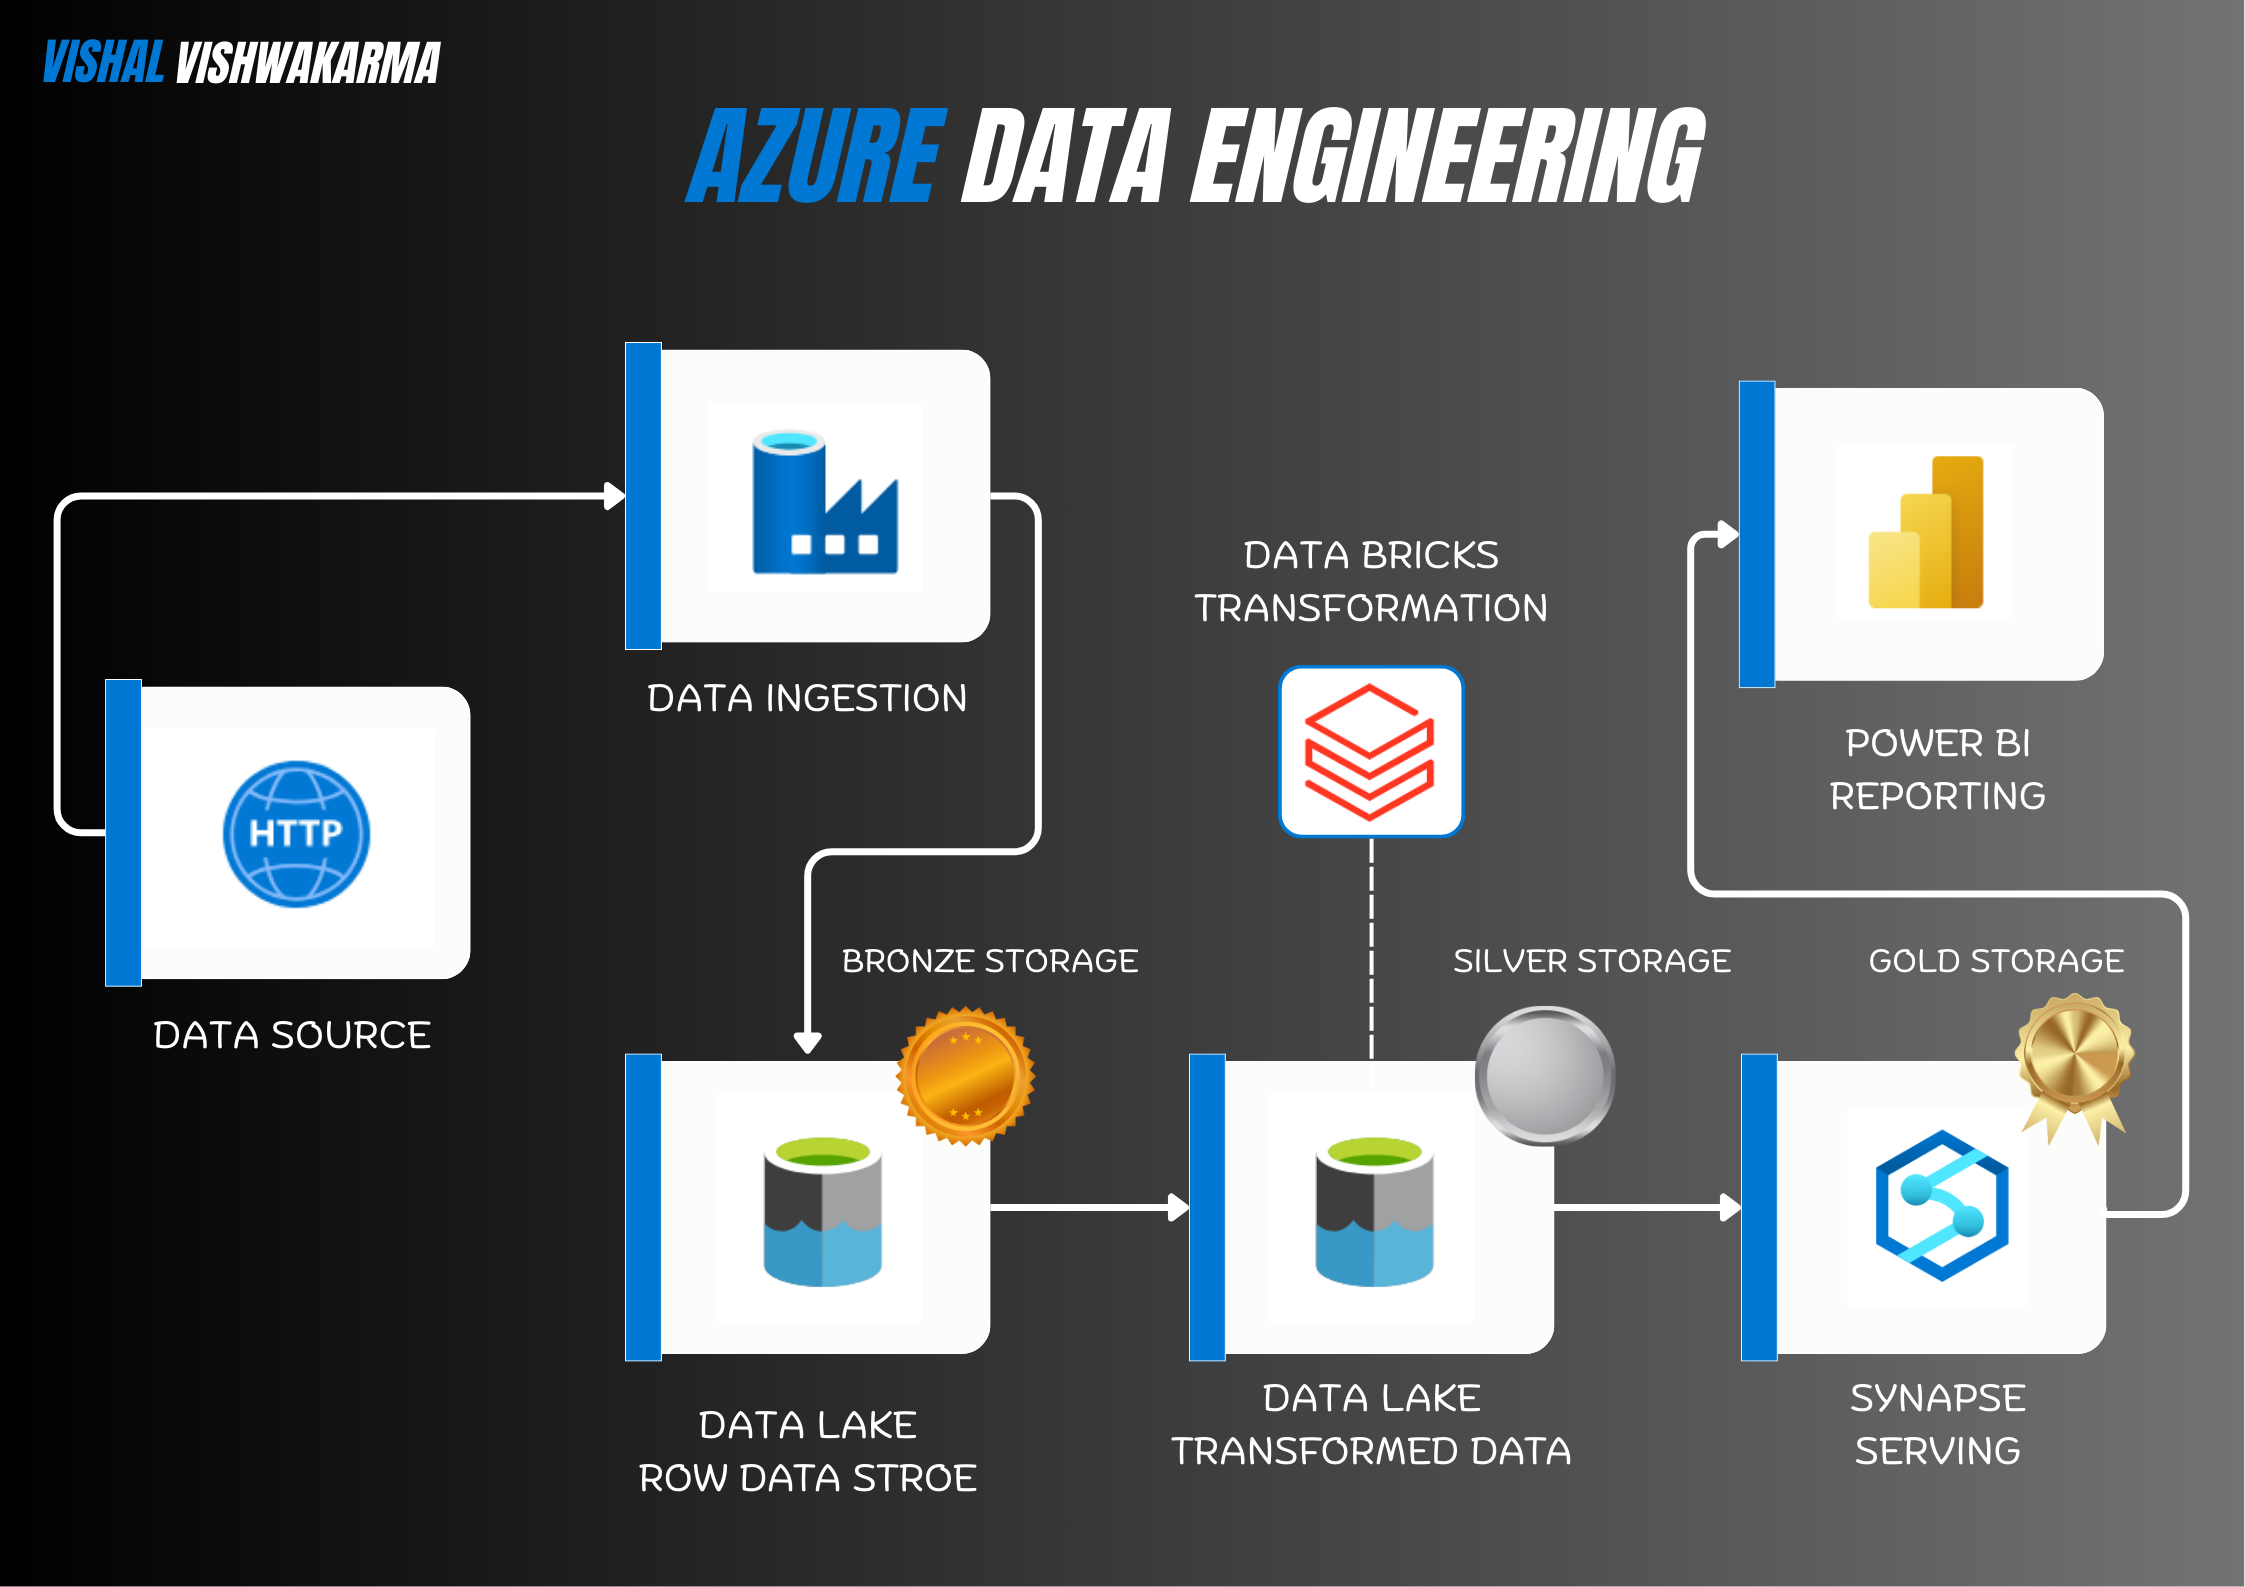 VISHAL VISHWAKARMA
AZURE DATA ENGINEERING
DATA INGESTION
HTTP
DATA SOURCE
DATA BRICKS
TRANSFORMATION
POWER BI
REPORTING
BRONZE STORAGE
SILVER STORAGE
GOLD STORAGE
DATA LAKE
ROW DATA STROE
DATA LAKE
TRANSFORMED DATA
SYNAPSE
SERVING